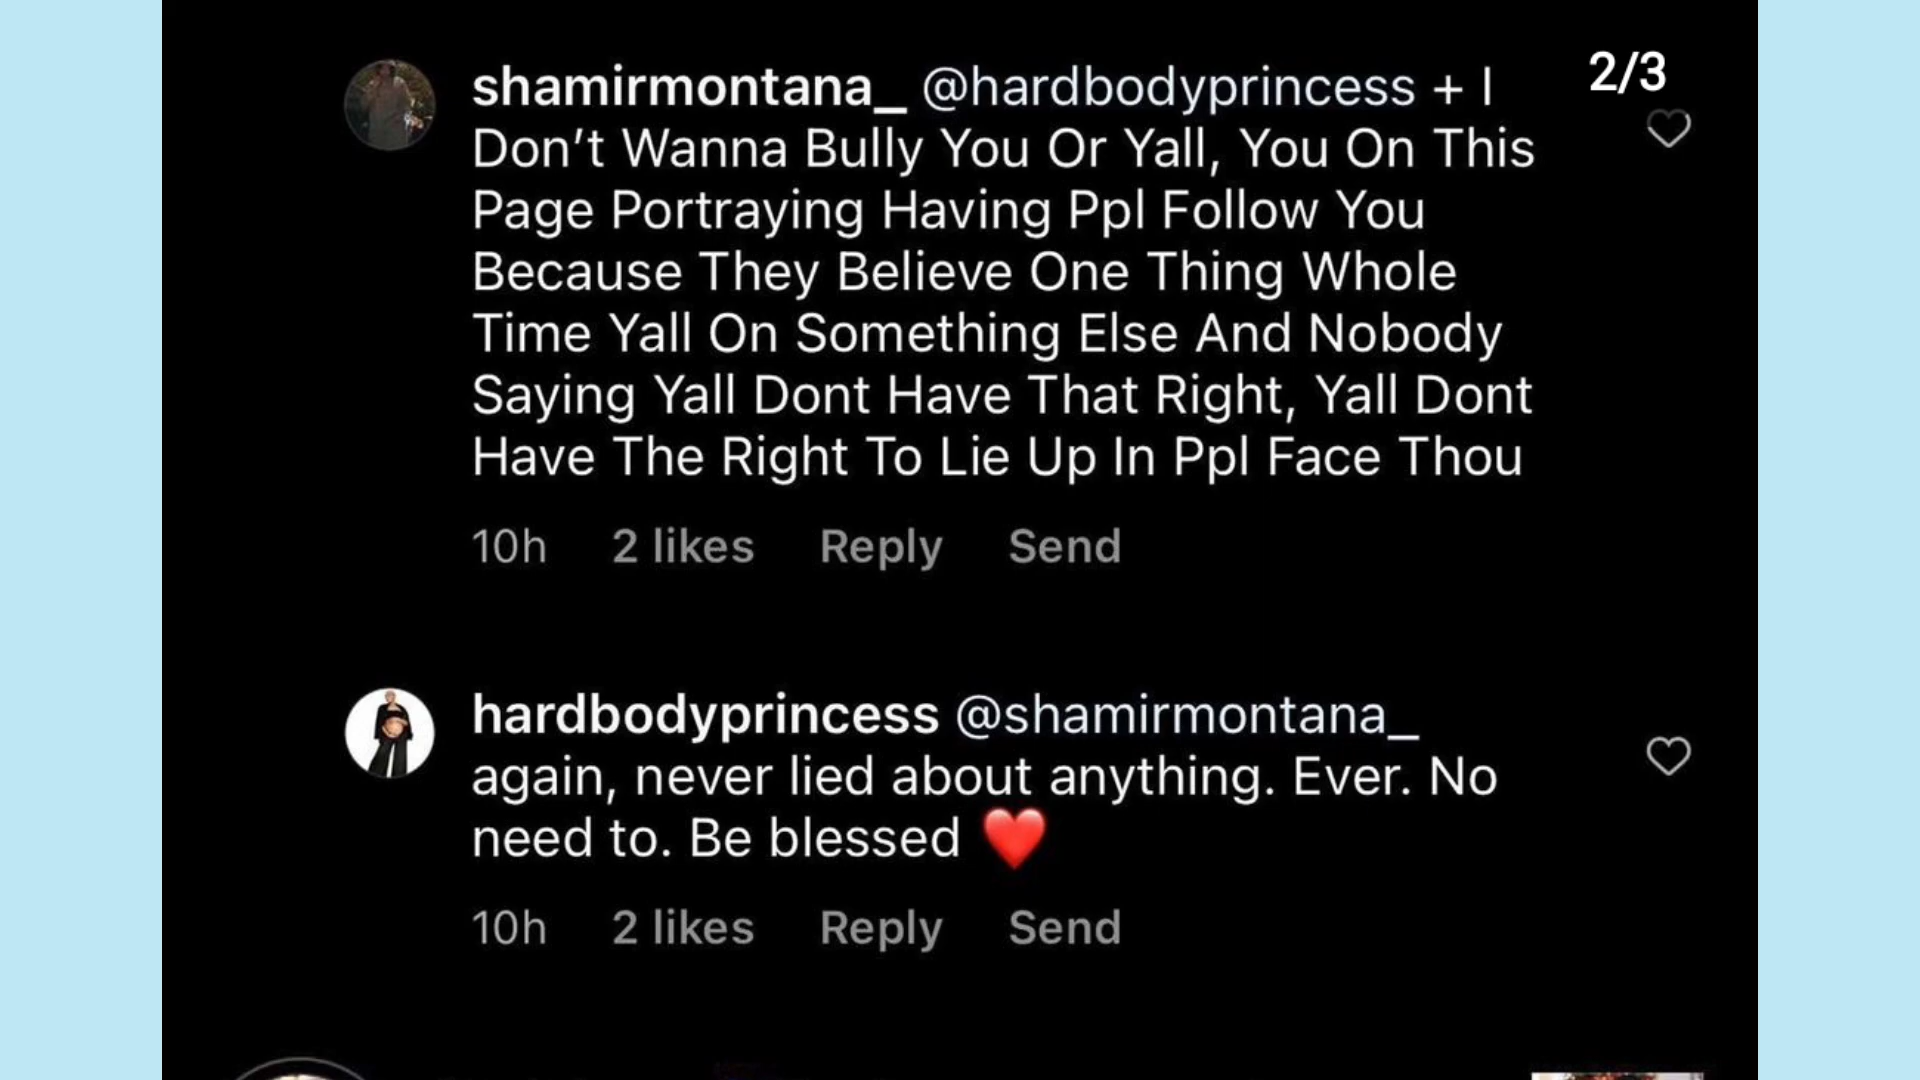 shamirmontana_ @hardbodyprincess + I
2/3
Don’t Wanna Bully You Or Yall, You On This
Page Portraying Having Ppl Follow You
Because They Believe One Thing Whole
Time Yall On Something Else And Nobody
Saying Yall Dont Have That Right, Yall Dont
Have The Right To Lie Up In Ppl Face Thou
10h 2 likes Reply Send
hardbodyprincess @shamirmontana_
again, never lied about anything. Ever. No
need to. Be blessed ❤️
10h 2 likes Reply Send